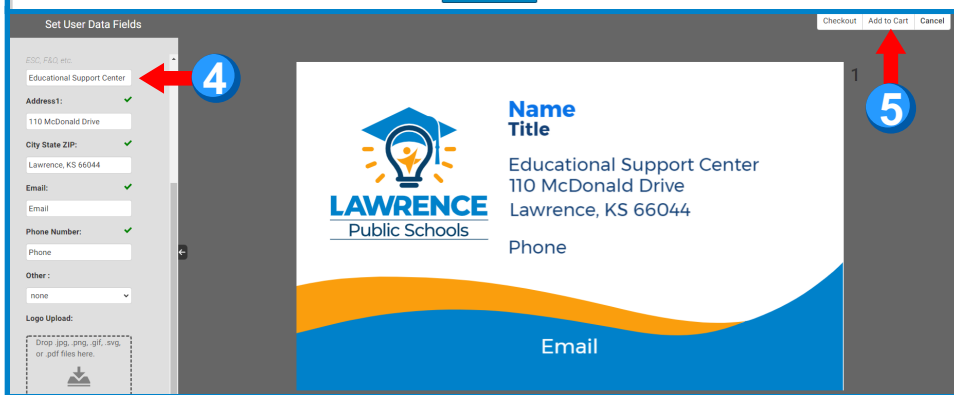 Set User Data Fields
Checkout Add to Cart Cancel
ESC, F&O, etc.
Educational Support Center
4
5
Address1:
110 McDonald Drive
City State ZIP:
Lawrence, KS 66044
Email:
Email
Phone Number:
Phone
Other :
none
Logo Upload:
Drop .jpg, .png, .gif, .svg,
or .pdf files here.
1
LAWRENCE
Public Schools
Name
Title
Educational Support Center
110 McDonald Drive
Lawrence, KS 66044
Phone
Email